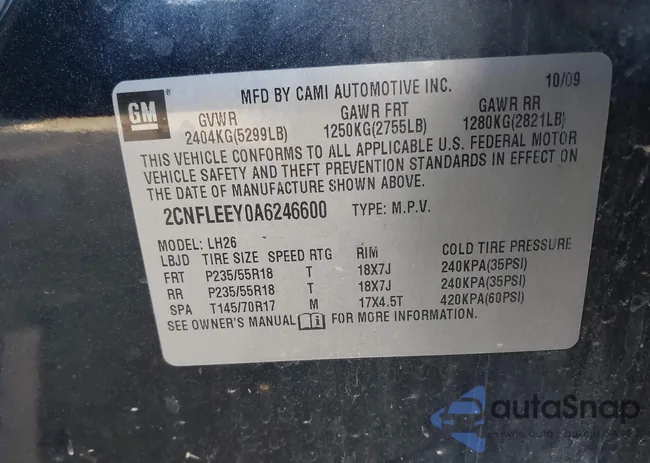 GM
®
MFD BY CAMI AUTOMOTIVE INC.
10/09
GVWR GAWR FRT GAWR RR
2404KG(5299LB) 1250KG(2755LB) 1280KG(2821LB)
THIS VEHICLE CONFORMS TO ALL APPLICABLE U.S. FEDERAL MOTOR
VEHICLE SAFETY AND THEFT PREVENTION STANDARDS IN EFFECT ON
THE DATE OF MANUFACTURE SHOWN ABOVE.
2CNFLEEY0A6246600 TYPE: M.P.V.
MODEL: LH26
LBJD TIRE SIZE SPEED RTG RIM COLD TIRE PRESSURE
FRT P235/55R18 T 18X7J 240KPA(35PSI)
RR P235/55R18 T 18X7J 240KPA(35PSI)
SPA T145/70R17 M 17X4.5T 420KPA(60PSI)
SEE OWNER'S MANUAL FOR MORE INFORMATION.
autaSnap